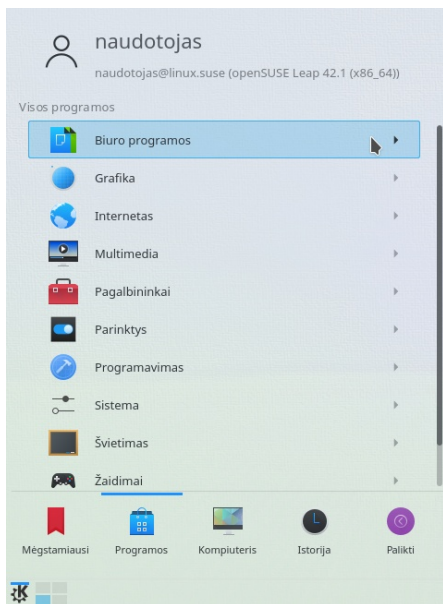 naudotojas
naudotojas@linux.suse (openSUSE Leap 42.1 (x86_64))
Visos programos
Biuro programos
Grafika
Internetas
Multimedia
Pagalbininkai
Parinktys
Programavimas
Sistema
Švietimas
Žaidimai
Mėgstamiausi Programos Kompiuteris Istorija Palikti